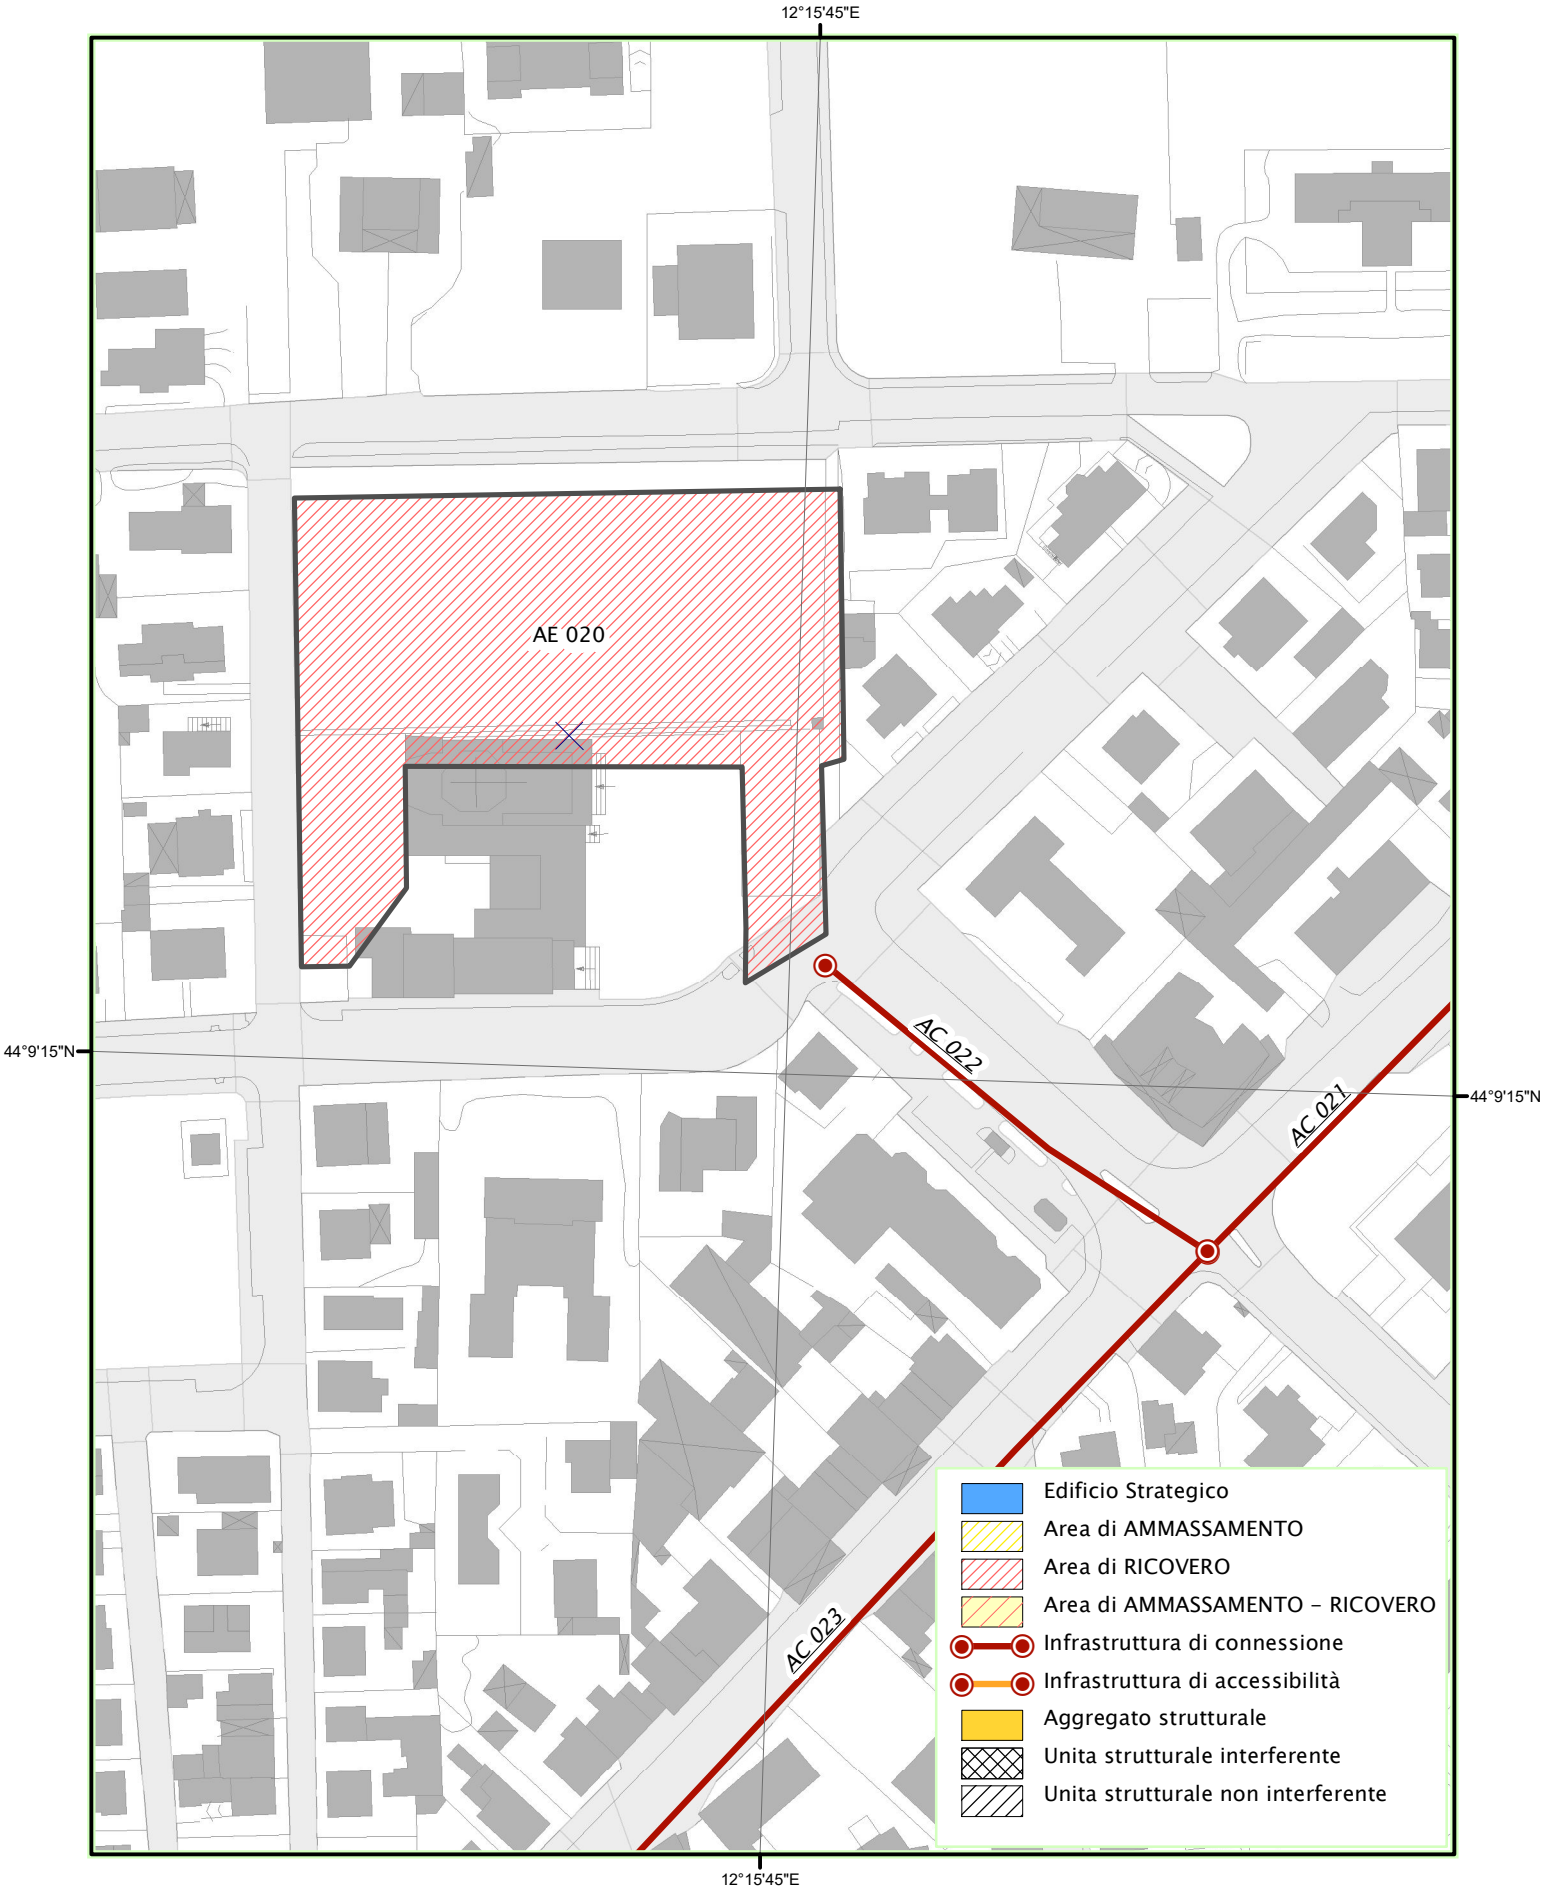 12°15'45"E
AE 020
AC 022
44°9'15"N
44°9'15"N
AC 021
AC 023
Edificio Strategico
Area di AMMASSAMENTO
Area di RICOVERO
Area di AMMASSAMENTO – RICOVERO
Infrastruttura di connessione
Infrastruttura di accessibilità
Aggregato strutturale
Unita strutturale interferente
Unita strutturale non interferente
12°15'45"E